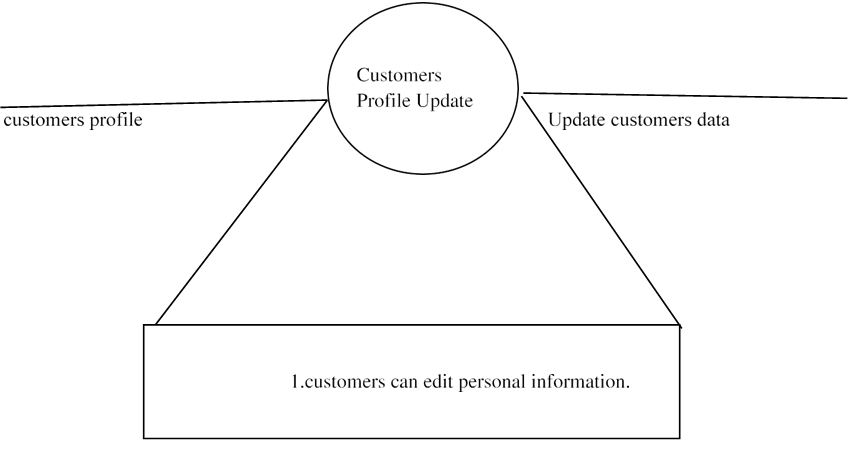 Customers
Profile Update
customers profile
Update customers data
1.customers can edit personal information.